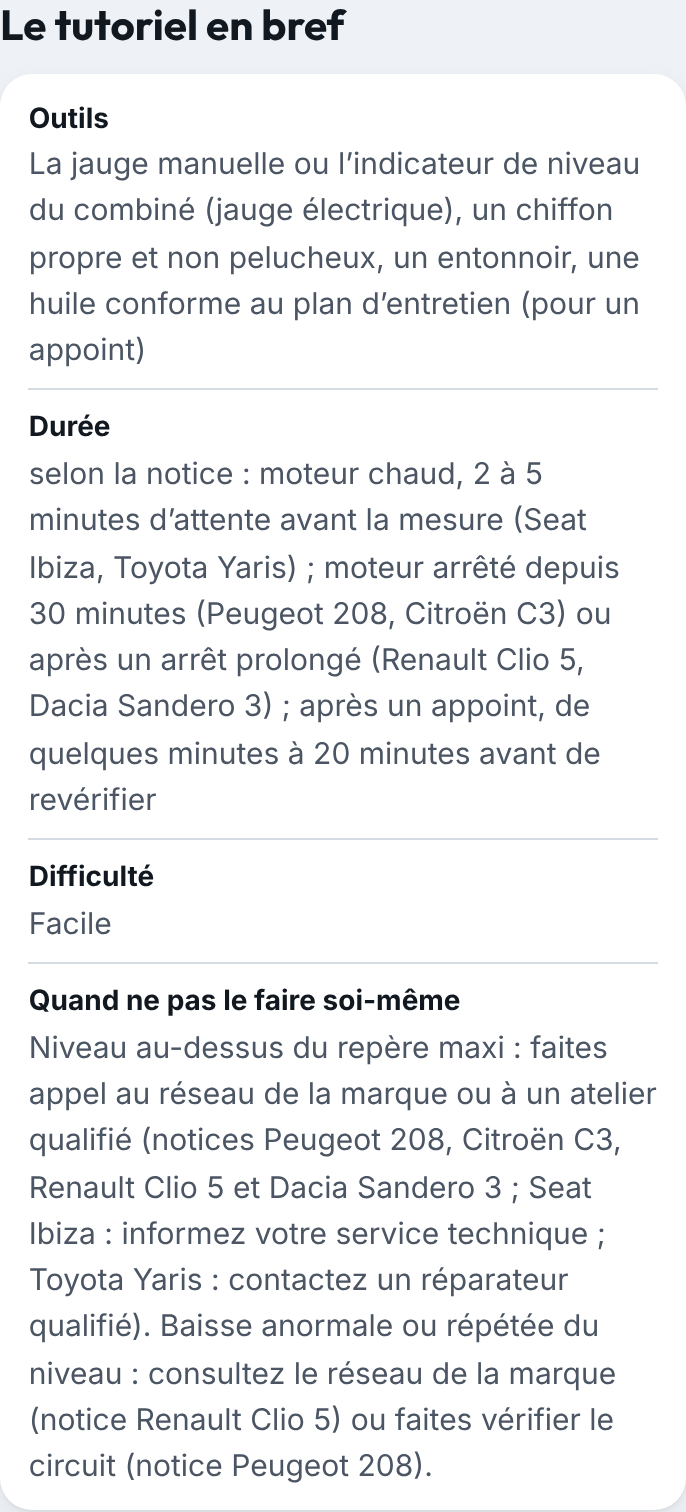 Le tutoriel en bref
Outils
La jauge manuelle ou l’indicateur de niveau
du combiné (jauge électrique), un chiffon
propre et non pelucheux, un entonnoir, une
huile conforme au plan d’entretien (pour un
appoint)
Durée
selon la notice : moteur chaud, 2 à 5
minutes d’attente avant la mesure (Seat
Ibiza, Toyota Yaris) ; moteur arrêté depuis
30 minutes (Peugeot 208, Citroën C3) ou
après un arrêt prolongé (Renault Clio 5,
Dacia Sandero 3) ; après un appoint, de
quelques minutes à 20 minutes avant de
revérifier
Difficulté
Facile
Quand ne pas le faire soi-même
Niveau au-dessus du repère maxi : faites
appel au réseau de la marque ou à un atelier
qualifié (notices Peugeot 208, Citroën C3,
Renault Clio 5 et Dacia Sandero 3 ; Seat
Ibiza : informez votre service technique ;
Toyota Yaris : contactez un réparateur
qualifié). Baisse anormale ou répétée du
niveau : consultez le réseau de la marque
(notice Renault Clio 5) ou faites vérifier le
circuit (notice Peugeot 208).